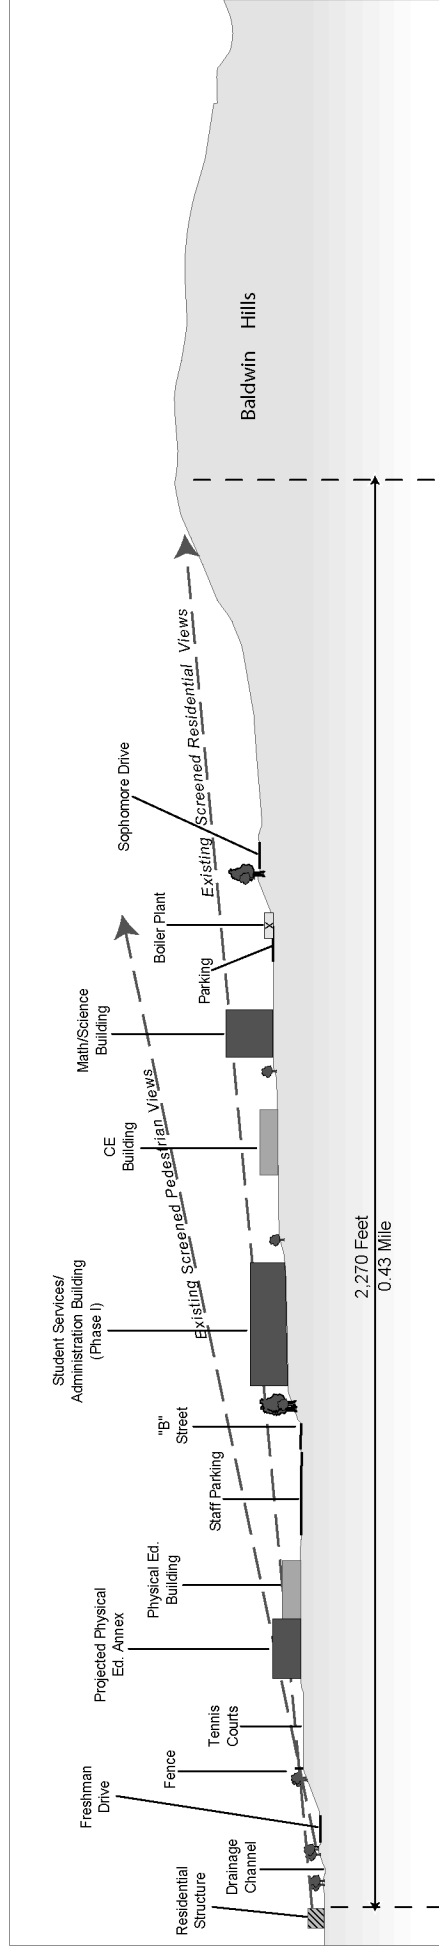 Residential
Structure
Drainage
Channel
Freshman
Drive
Fence
Tennis
Courts
Projected Physical
Ed. Annex
Physical Ed.
Building
Staff Parking
"B"
Street
Student Services/
Administration Building
(Phase I)
CE
Building
Math/Science
Building
Parking
Boiler Plant
X
Sophomore Drive
Existing Screened Pedestrian Views
Existing Screened Residential Views
Baldwin Hills
2,270 Feet
0.43 Mile